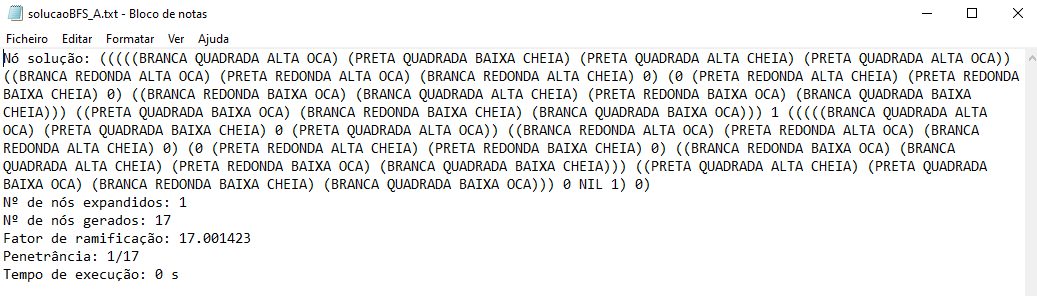 solucaoBFS_A.txt - Bloco de notas
Ficheiro Editar Formatar Ver Ajuda
Nó solução: (((((BRANCA QUADRADA ALTA OCA) (PRETA QUADRADA BAIXA CHEIA) (PRETA QUADRADA ALTA CHEIA) (PRETA QUADRADA ALTA OCA))
((BRANCA REDONDA ALTA OCA) (PRETA REDONDA ALTA OCA) (BRANCA REDONDA ALTA CHEIA) 0) (0 (PRETA REDONDA ALTA CHEIA) (PRETA REDONDA
BAIXA CHEIA) 0) ((BRANCA REDONDA BAIXA OCA) (BRANCA QUADRADA ALTA CHEIA) (PRETA REDONDA BAIXA OCA) (BRANCA QUADRADA BAIXA
CHEIA))) ((PRETA QUADRADA BAIXA OCA) (BRANCA REDONDA BAIXA CHEIA) (BRANCA QUADRADA BAIXA OCA))) 1 (((((BRANCA QUADRADA ALTA
OCA) (PRETA QUADRADA BAIXA CHEIA) 0 (PRETA QUADRADA ALTA OCA)) ((BRANCA REDONDA ALTA OCA) (PRETA REDONDA ALTA OCA) (BRANCA
REDONDA ALTA CHEIA) 0) (0 (PRETA REDONDA ALTA CHEIA) (PRETA REDONDA BAIXA CHEIA) 0) ((BRANCA REDONDA BAIXA OCA) (BRANCA
QUADRADA ALTA CHEIA) (PRETA REDONDA BAIXA OCA) (BRANCA QUADRADA BAIXA CHEIA))) ((PRETA QUADRADA ALTA CHEIA) (PRETA QUADRADA
BAIXA OCA) (BRANCA REDONDA BAIXA CHEIA) (BRANCA QUADRADA BAIXA OCA))) 0 NIL 1) 0)
Nº de nós expandidos: 1
Nº de nós gerados: 17
Fator de ramificação: 17.001423
Penetrância: 1/17
Tempo de execução: 0 s